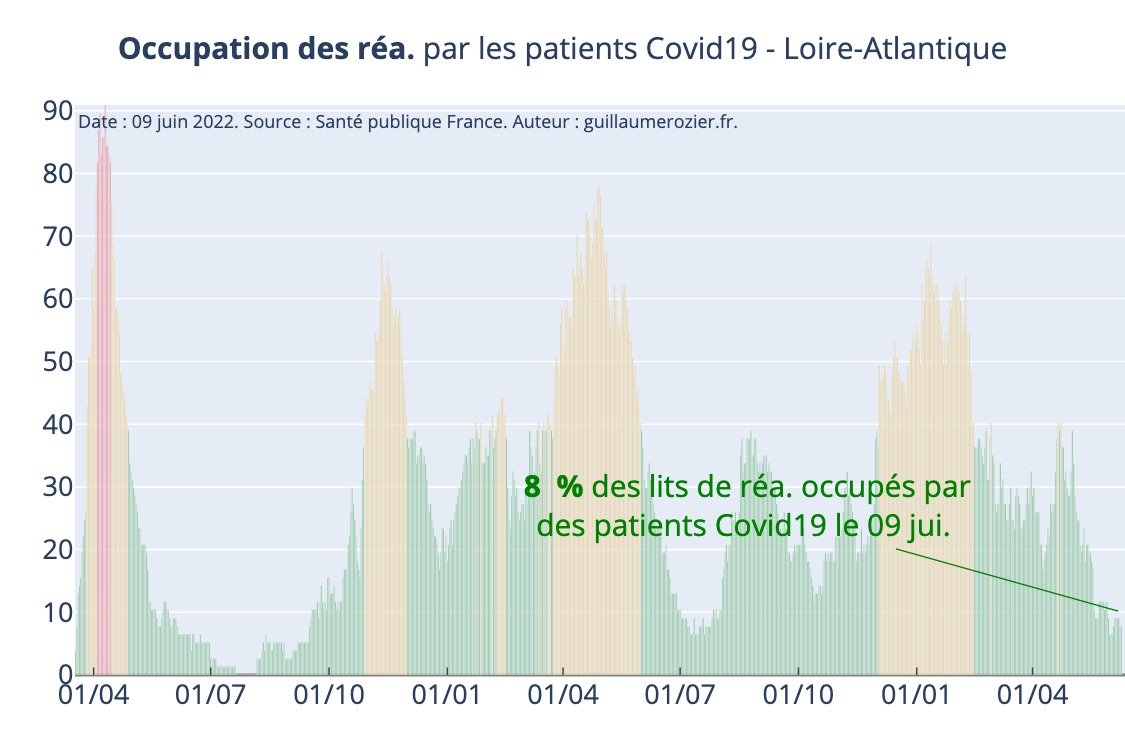 Occupation des réa. par les patients Covid19 - Loire-Atlantique
90
Date : 09 juin 2022. Source : Santé publique France. Auteur : guillaumerozier.fr.
80
70
60
50
40
30
8 % des lits de réa. occupés par
des patients Covid19 le 09 jui.
20
10
0
01/04 01/07 01/10 01/01 01/04 01/07 01/10 01/01 01/04